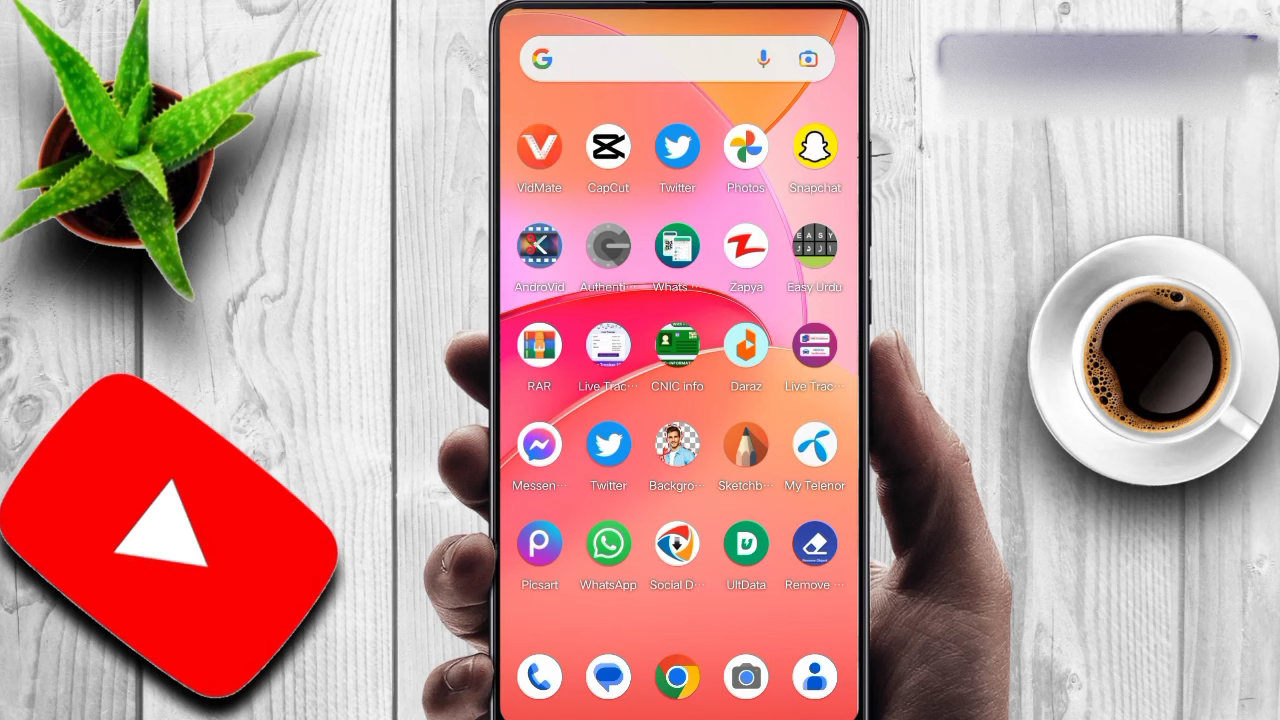 VidMate CapCut Twitter Photos Snapchat
E A S Y
AndroVid Authenti··· Whats ··· Zapya Easy Urdu
RAR Live Trac··· CNIC info Daraz Live Trac···
Messen··· Twitter Backgro··· Sketchb··· My Telenor
Picsart WhatsApp Social D··· UltData Remove ···